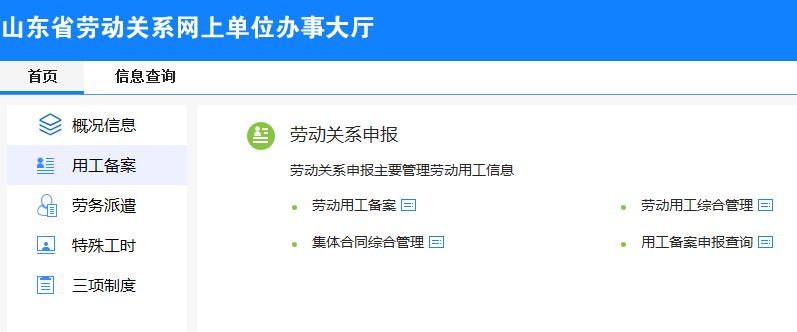 山东省劳动关系网上单位办事大厅
首页 信息查询
概况信息
用工备案
劳务派遣
特殊工时
三项制度
劳动关系申报
劳动关系申报主要管理劳动用工信息
劳动用工备案 劳动用工综合管理
集体合同综合管理 用工备案申报查询